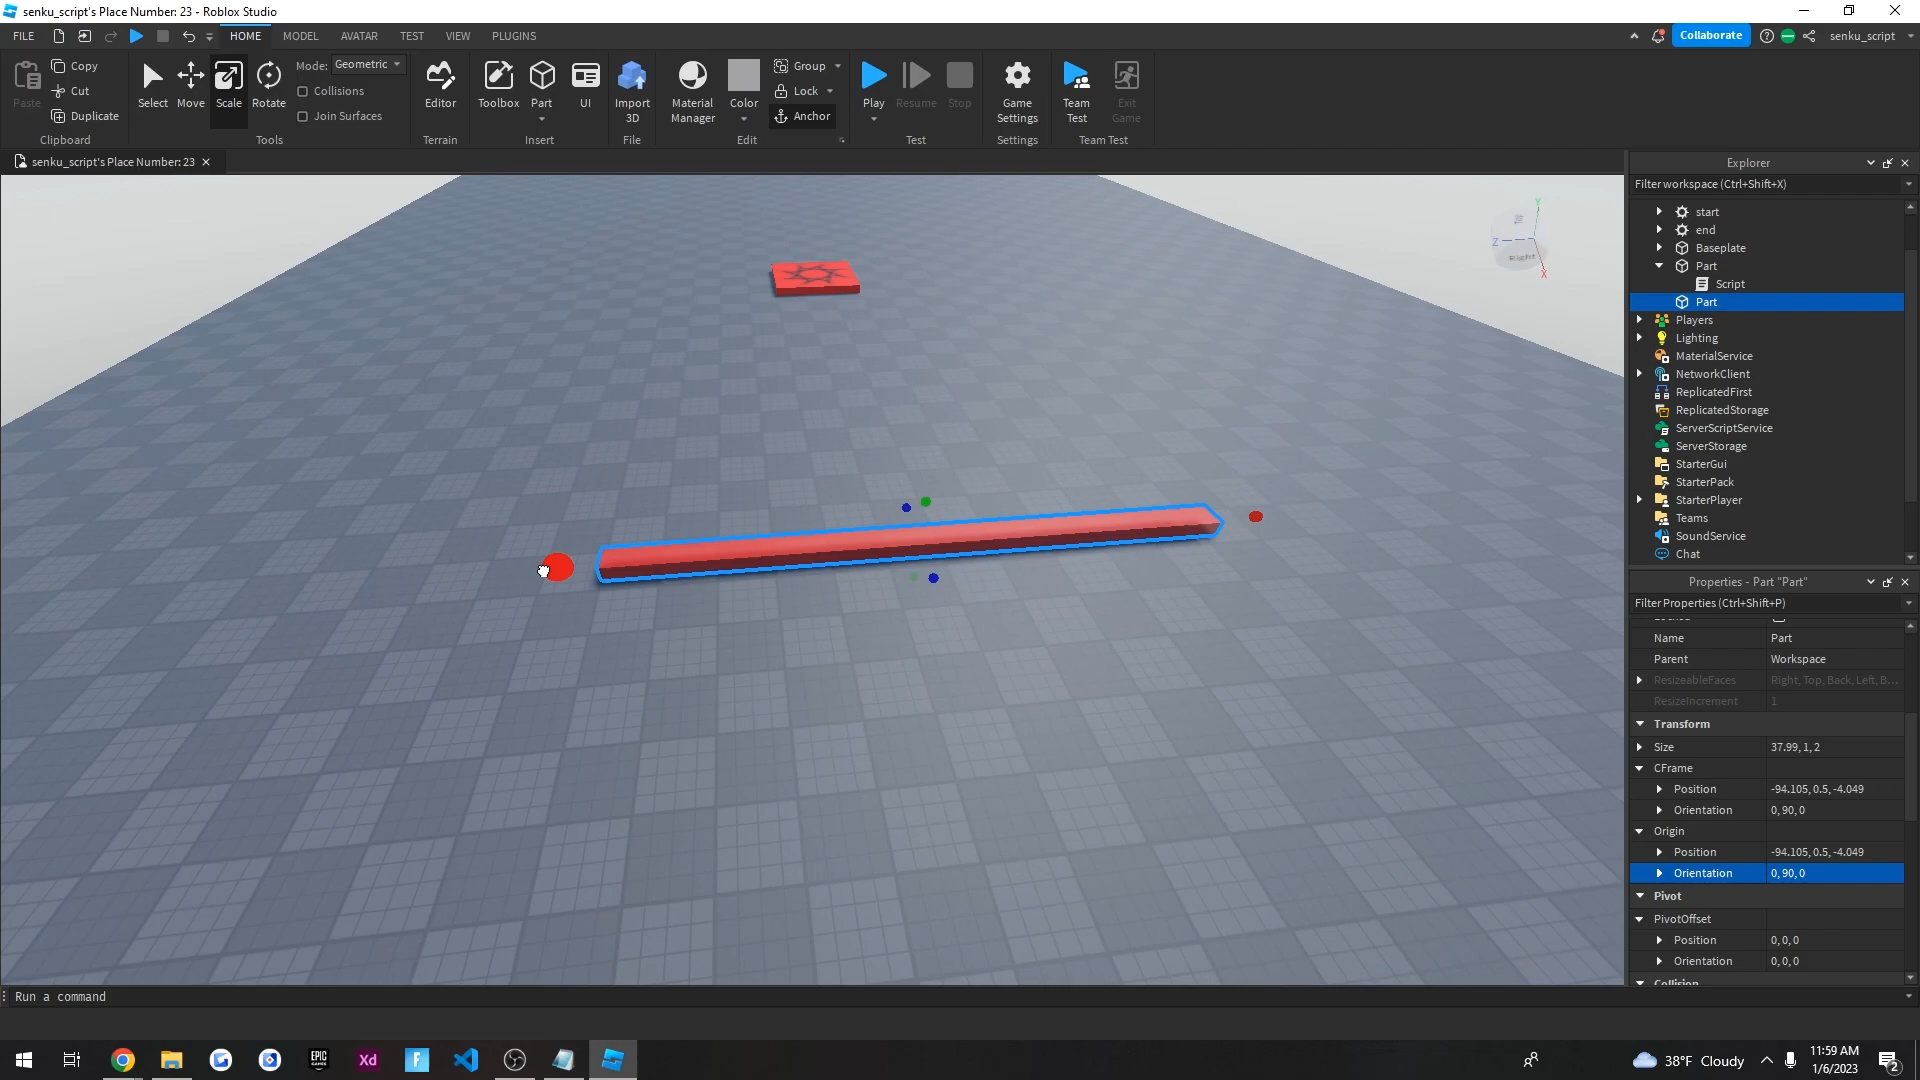 senku_script's Place Number: 23 - Roblox Studio
FILE HOME MODEL AVATAR TEST VIEW PLUGINS Collaborate senku_script
Paste Copy Cut Duplicate Clipboard
Select Move Scale Rotate Mode: Geometric Collisions Join Surfaces Tools
Editor Terrain
Toolbox Part UI Insert
Import 3D File
Material Manager Color Group Lock Anchor Edit
Play Resume Stop Test
Game Settings Settings
Team Test Exit Game Team Test
senku_script's Place Number: 23
Explorer
Filter workspace (Ctrl+Shift+X)
start
end
Baseplate
Part
Script
Part
Players
Lighting
MaterialService
NetworkClient
ReplicatedFirst
ReplicatedStorage
ServerScriptService
ServerStorage
StarterGui
StarterPack
StarterPlayer
Teams
SoundService
Chat
Y
Z
Right
X
Properties - Part "Part"
Filter Properties (Ctrl+Shift+P)
Name Part
Parent Workspace
ResizeableFaces Right, Top, Back, Left, B...
ResizeIncrement 1
Transform
Size 37.99, 1, 2
CFrame
Position -94.105, 0.5, -4.049
Orientation 0, 90, 0
Origin
Position -94.105, 0.5, -4.049
Orientation 0, 90, 0
Pivot
PivotOffset
Position 0, 0, 0
Orientation 0, 0, 0
Collision
Run a command
EPIC GAMES
Xd
38°F Cloudy
11:59 AM
1/6/2023
2